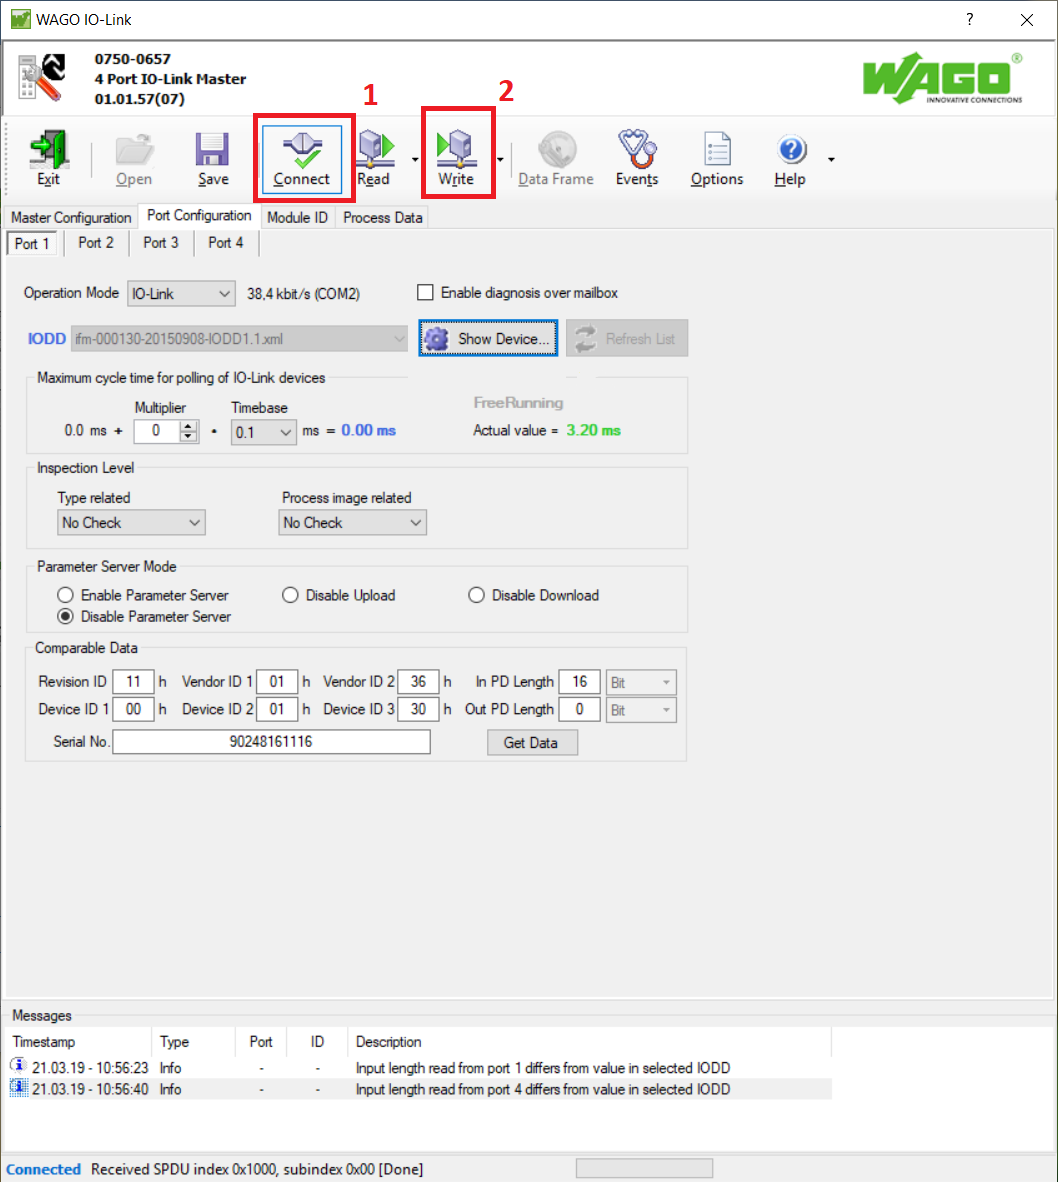 WAGO IO-Link ?
0750-0657
4 Port IO-Link Master
01.01.57(07)
WAGO®
INNOVATIVE CONNECTIONS
1 2
Exit Open Save Connect Read Write Data Frame Events Options Help
Master Configuration Port Configuration Module ID Process Data
Port 1 Port 2 Port 3 Port 4
Operation Mode IO-Link 38,4 kbit/s (COM2) Enable diagnosis over mailbox
IODD ifm-000130-20150908-IODD1.1.xml Show Device... Refresh List
Maximum cycle time for polling of IO-Link devices
Multiplier Timebase FreeRunning
0.0 ms + 0 • 0.1 ms = 0.00 ms Actual value = 3.20 ms
Inspection Level
Type related Process image related
No Check No Check
Parameter Server Mode
Enable Parameter Server Disable Upload Disable Download
Disable Parameter Server
Comparable Data
Revision ID 11 h Vendor ID 1 01 h Vendor ID 2 36 h In PD Length 16 Bit
Device ID 1 00 h Device ID 2 01 h Device ID 3 30 h Out PD Length 0 Bit
Serial No. 90248161116 Get Data
Messages
Timestamp Type Port ID Description
21.03.19 - 10:56:23 Info - - Input length read from port 1 differs from value in selected IODD
21.03.19 - 10:56:40 Info - - Input length read from port 4 differs from value in selected IODD
Connected Received SPDU index 0x1000, subindex 0x00 [Done]